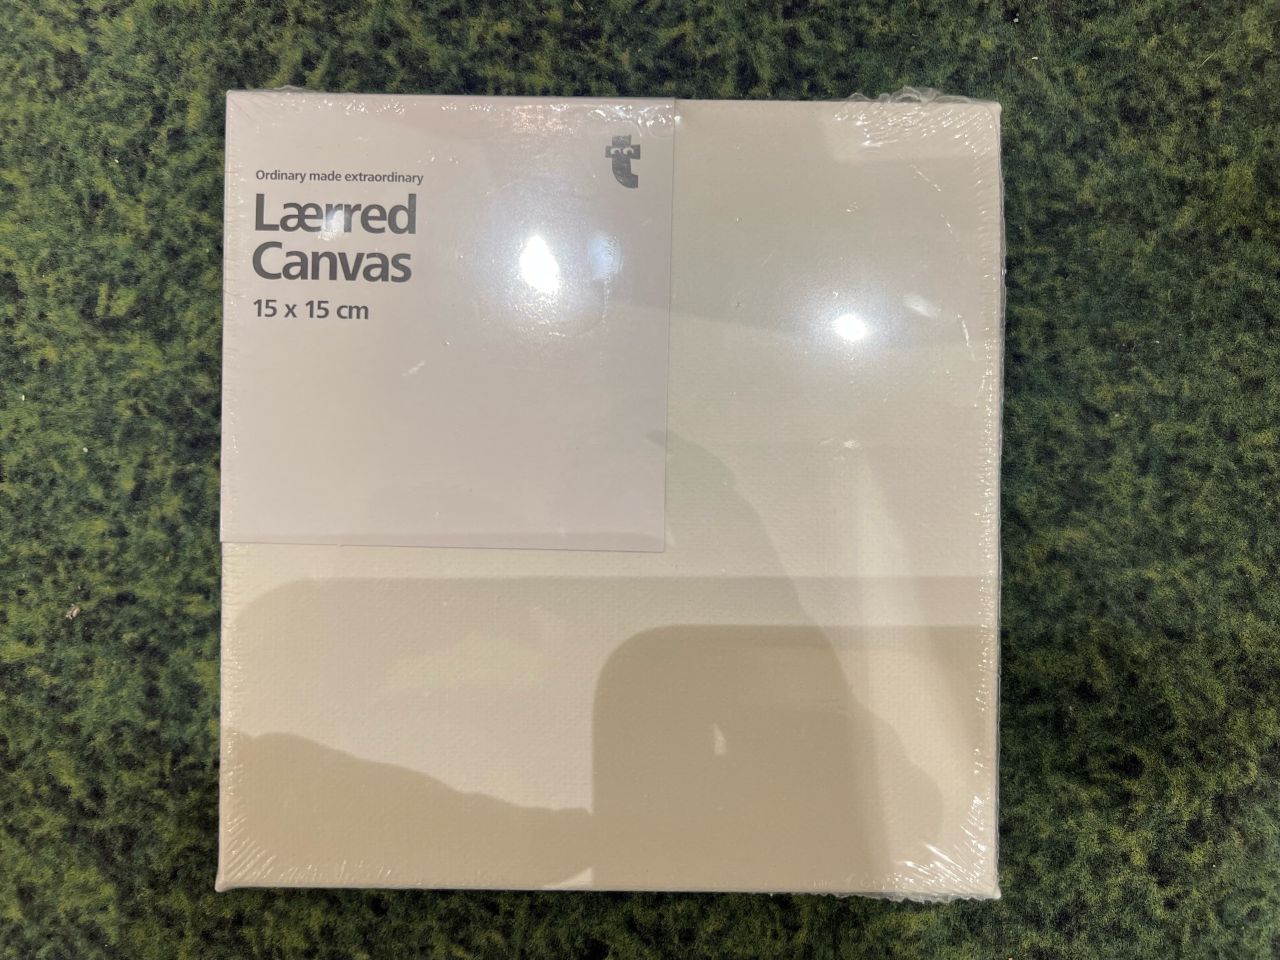 Ordinary made extraordinary
Lærred
Canvas
15 x 15 cm